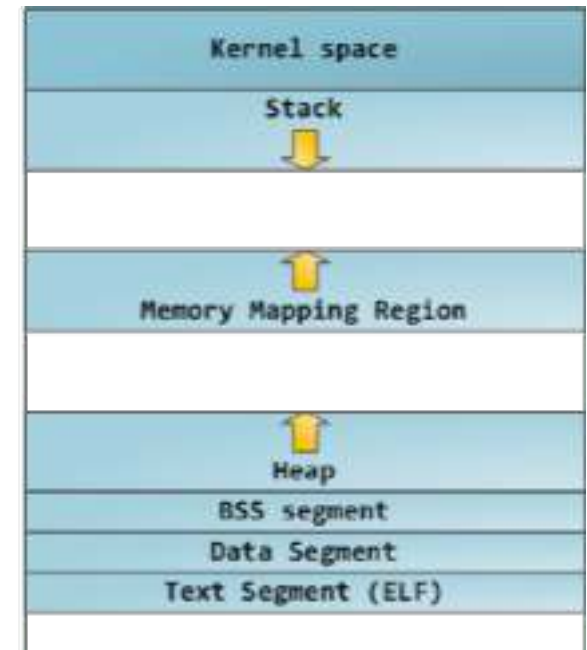 Kernel space
Stack
Memory Mapping Region
Heap
BSS segment
Data Segment
Text Segment (ELF)